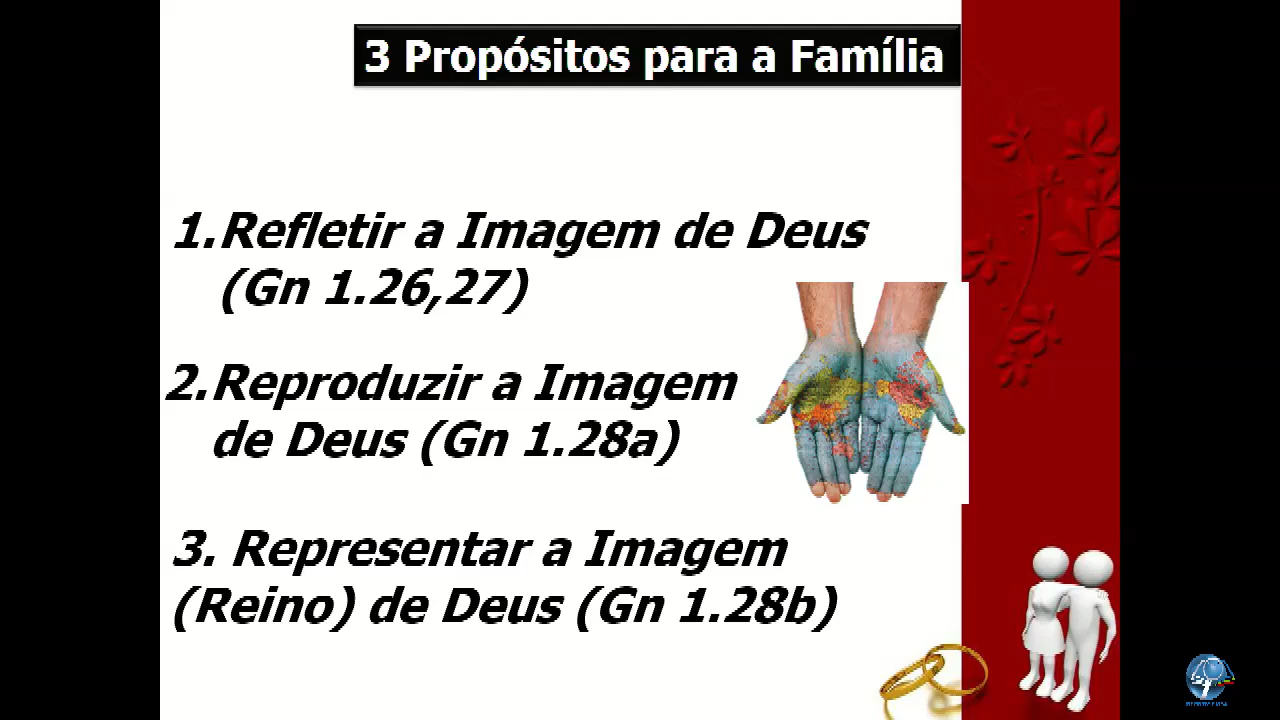 3 Propósitos para a Família
1.Refletir a Imagem de Deus
(Gn 1.26,27)
2.Reproduzir a Imagem
de Deus (Gn 1.28a)
3. Representar a Imagem
(Reino) de Deus (Gn 1.28b)